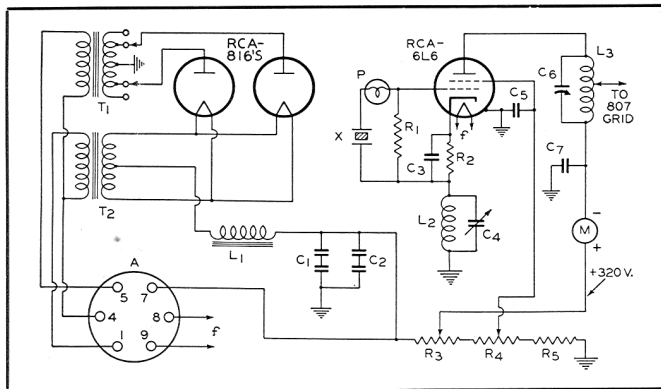 RCA-
816'S
T1
T2
L1
C1
C2
A
5
7
4
8
f
1
9
RCA-
6L6
P
X
R1
C3
R2
f
C5
L2
C4
L3
C6
TO
807
GRID
C7
M
−
+
+320 V.
R3
R4
R5